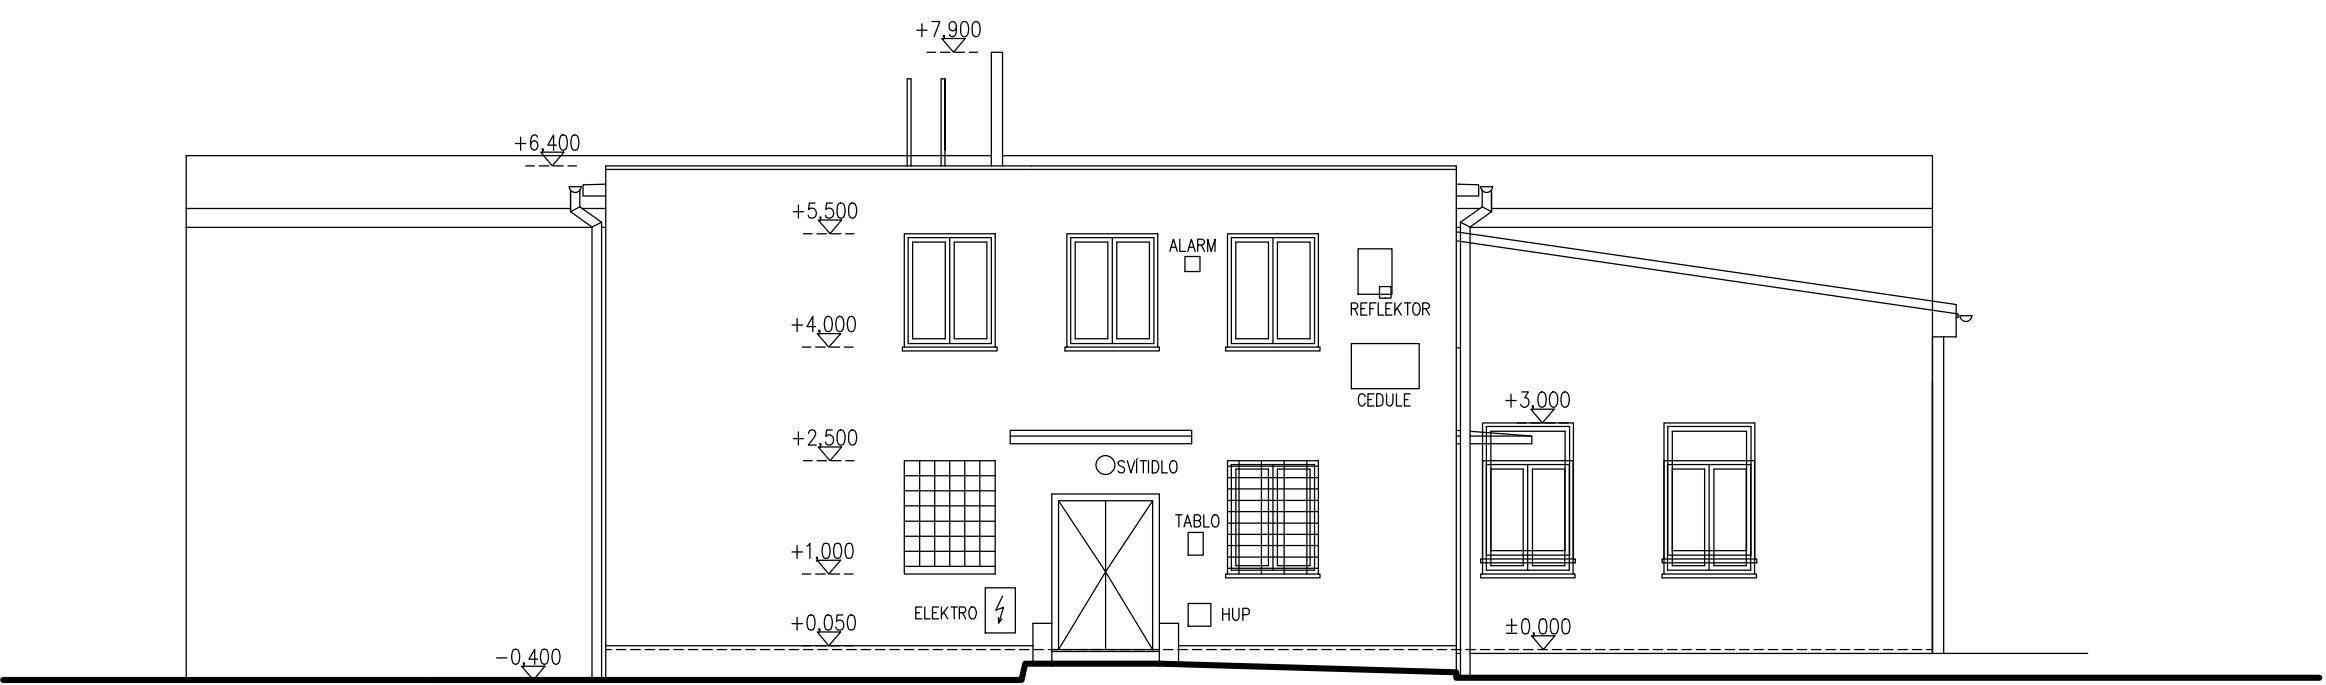 +7,900
+6,400
+5,500
ALARM
REFLEKTOR
+4,000
CEDULE
+3,000
+2,500
SVÍTIDLO
TABLO
+1,000
ELEKTRO
HUP
+0,050
±0,000
−0,400